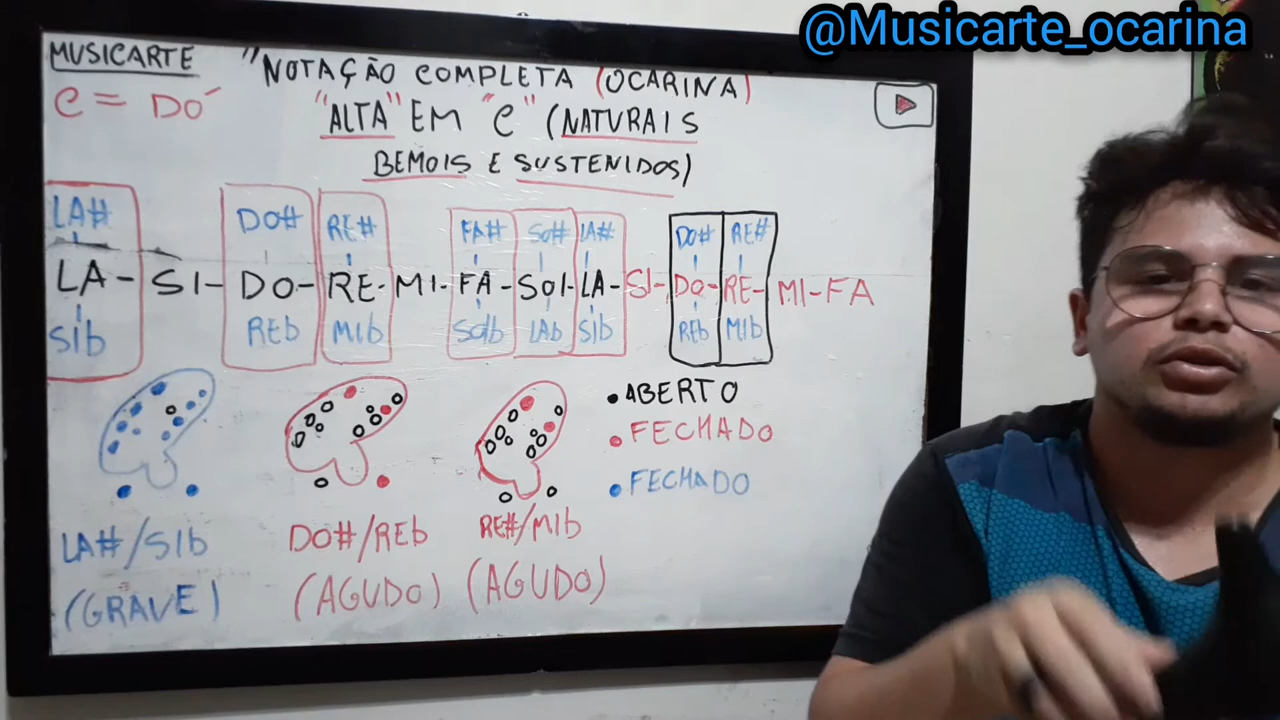 @Musicarte_ocarina
MUSICARTE
C = DÓ
"NOTAÇÃO COMPLETA (OCARINA)
"ALTA" EM "C" (NATURAIS
BEMOIS E SUSTENIDOS)
LA# DO# RE# FA# SO# LA# DO# RE#
LA - SI - DO - RE - MI - FA - SOl - LA - SI - DO - RE - MI - FA
SIb REb MIb SOlb LAb SIb REb MIb
• ABERTO
• FECHADO
• FECHADO
LA#/SIb DO#/REb RE#/MIb
(GRAVE) (AGUDO) (AGUDO)